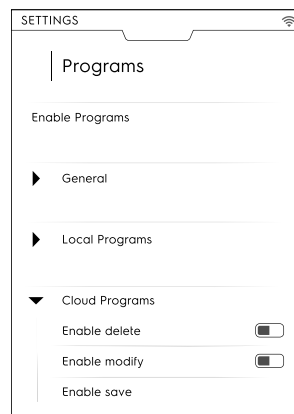 SETTINGS
Programs
Enable Programs
General
Local Programs
Cloud Programs
Enable delete
Enable modify
Enable save